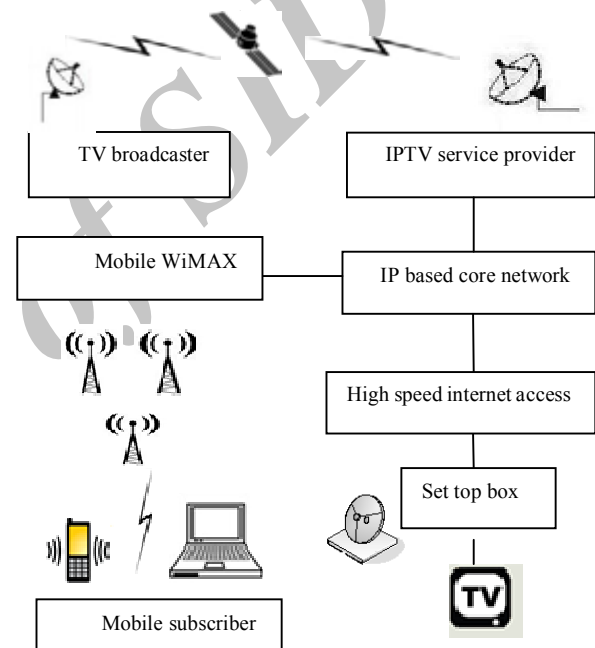 TV broadcaster
IPTV service provider
Mobile WiMAX
IP based core network
High speed internet access
Set top box
TV
Mobile subscriber